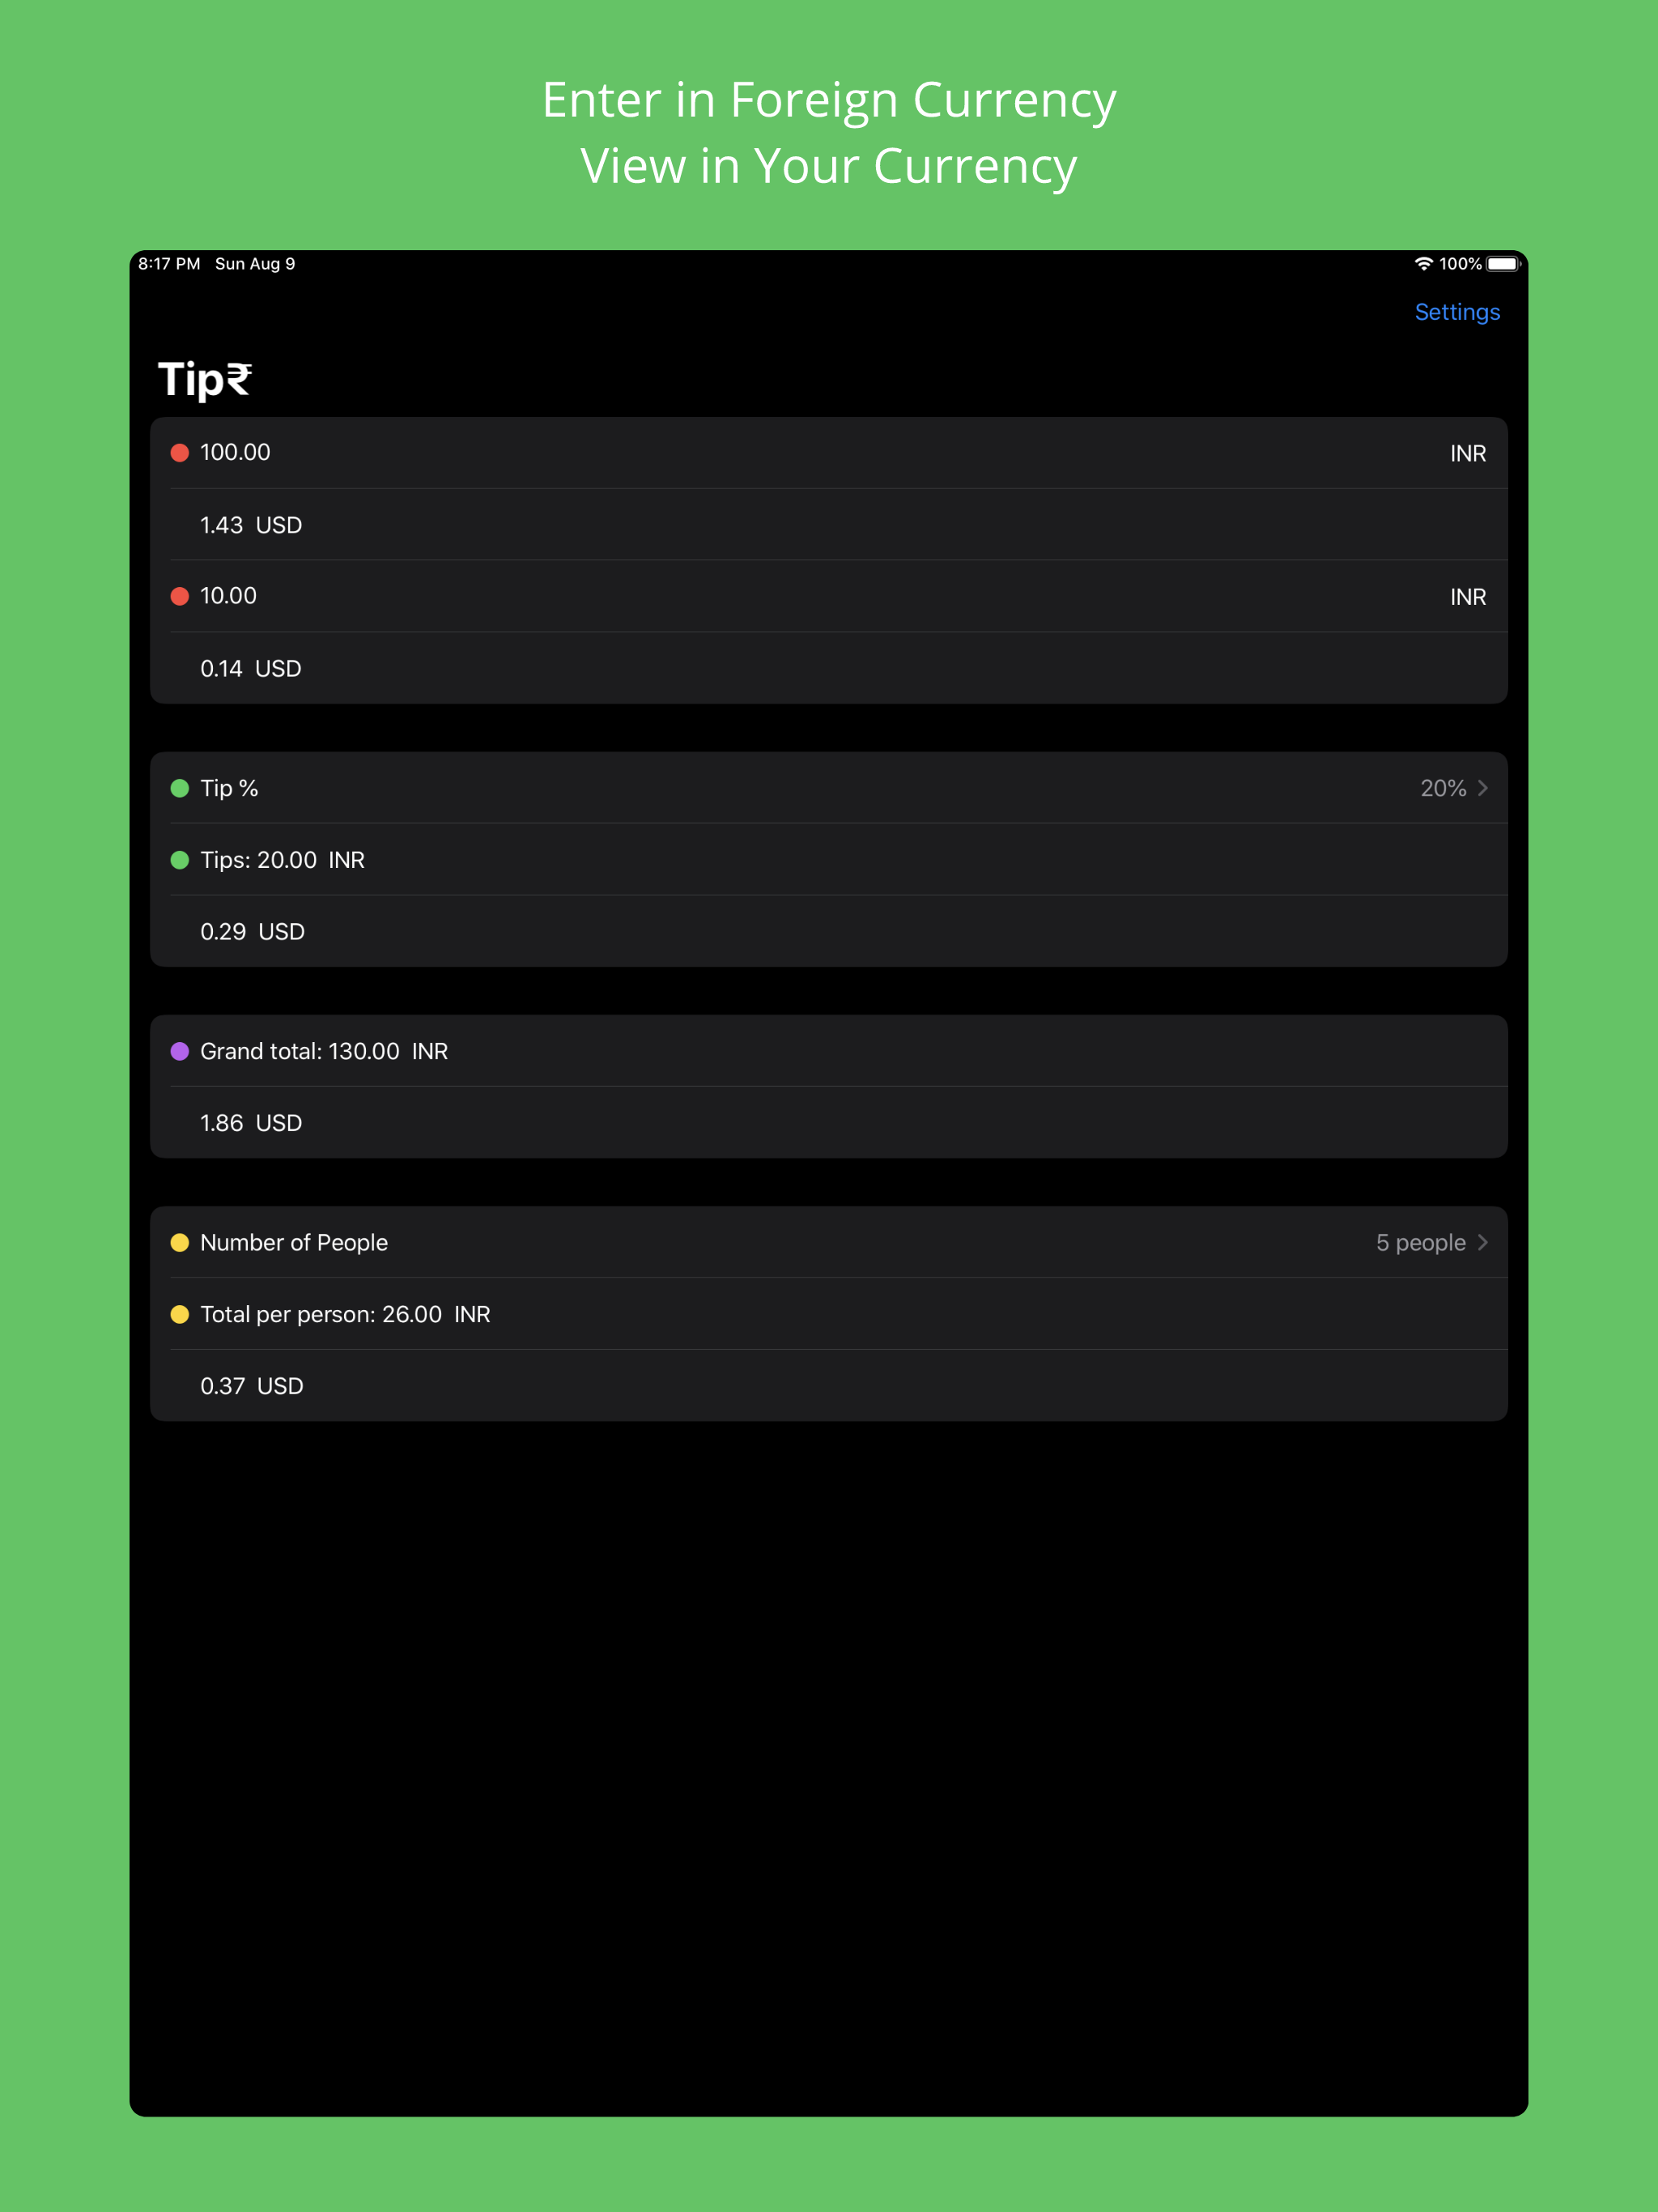 Enter in Foreign Currency
View in Your Currency
8:17 PM Sun Aug 9 100%
Settings
Tip₹
100.00 INR
1.43 USD
10.00 INR
0.14 USD
Tip % 20%
Tips: 20.00 INR
0.29 USD
Grand total: 130.00 INR
1.86 USD
Number of People 5 people
Total per person: 26.00 INR
0.37 USD